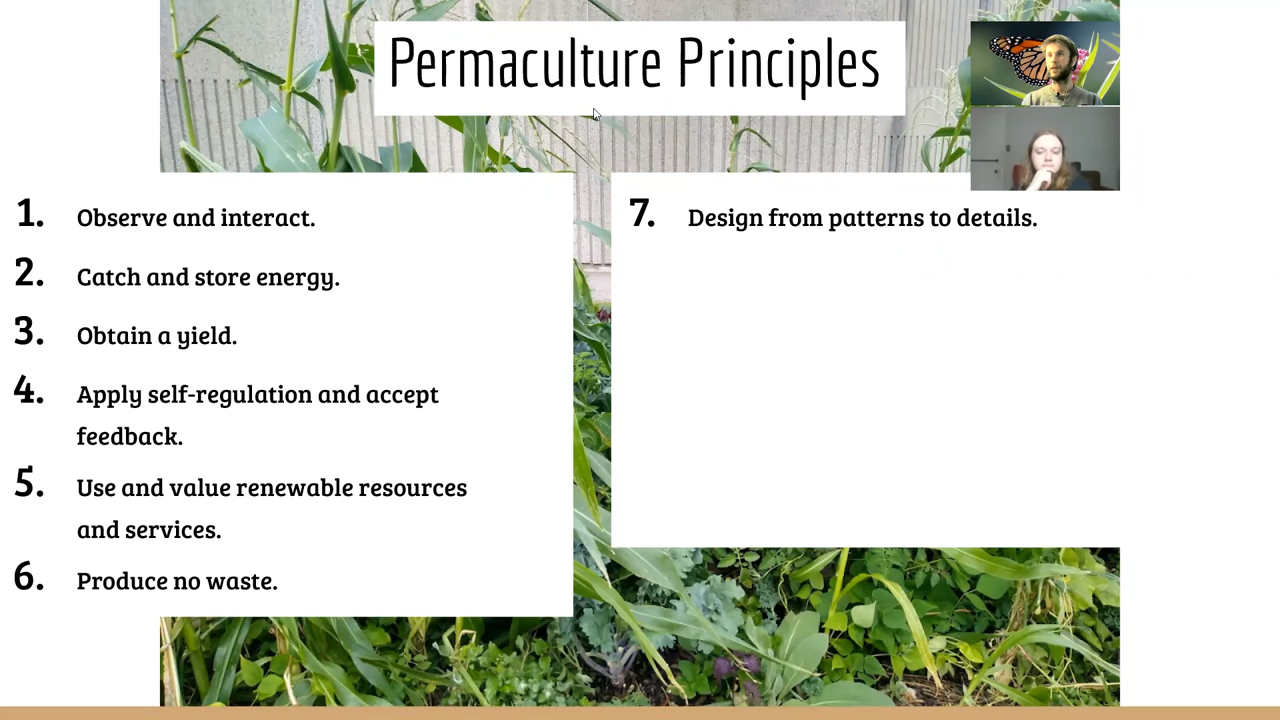 Permaculture Principles
1. Observe and interact.
2. Catch and store energy.
3. Obtain a yield.
4. Apply self-regulation and accept
feedback.
5. Use and value renewable resources
and services.
6. Produce no waste.
7. Design from patterns to details.